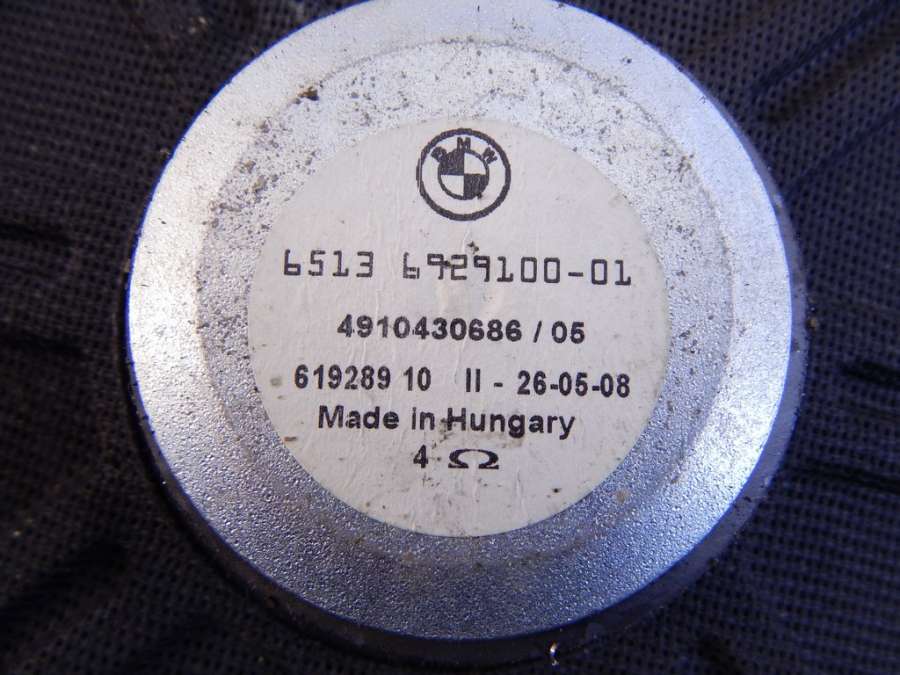 BMW
6513 6929100-01
4910430686 / 05
619289 10 II - 26-05-08
Made in Hungary
4 Ω